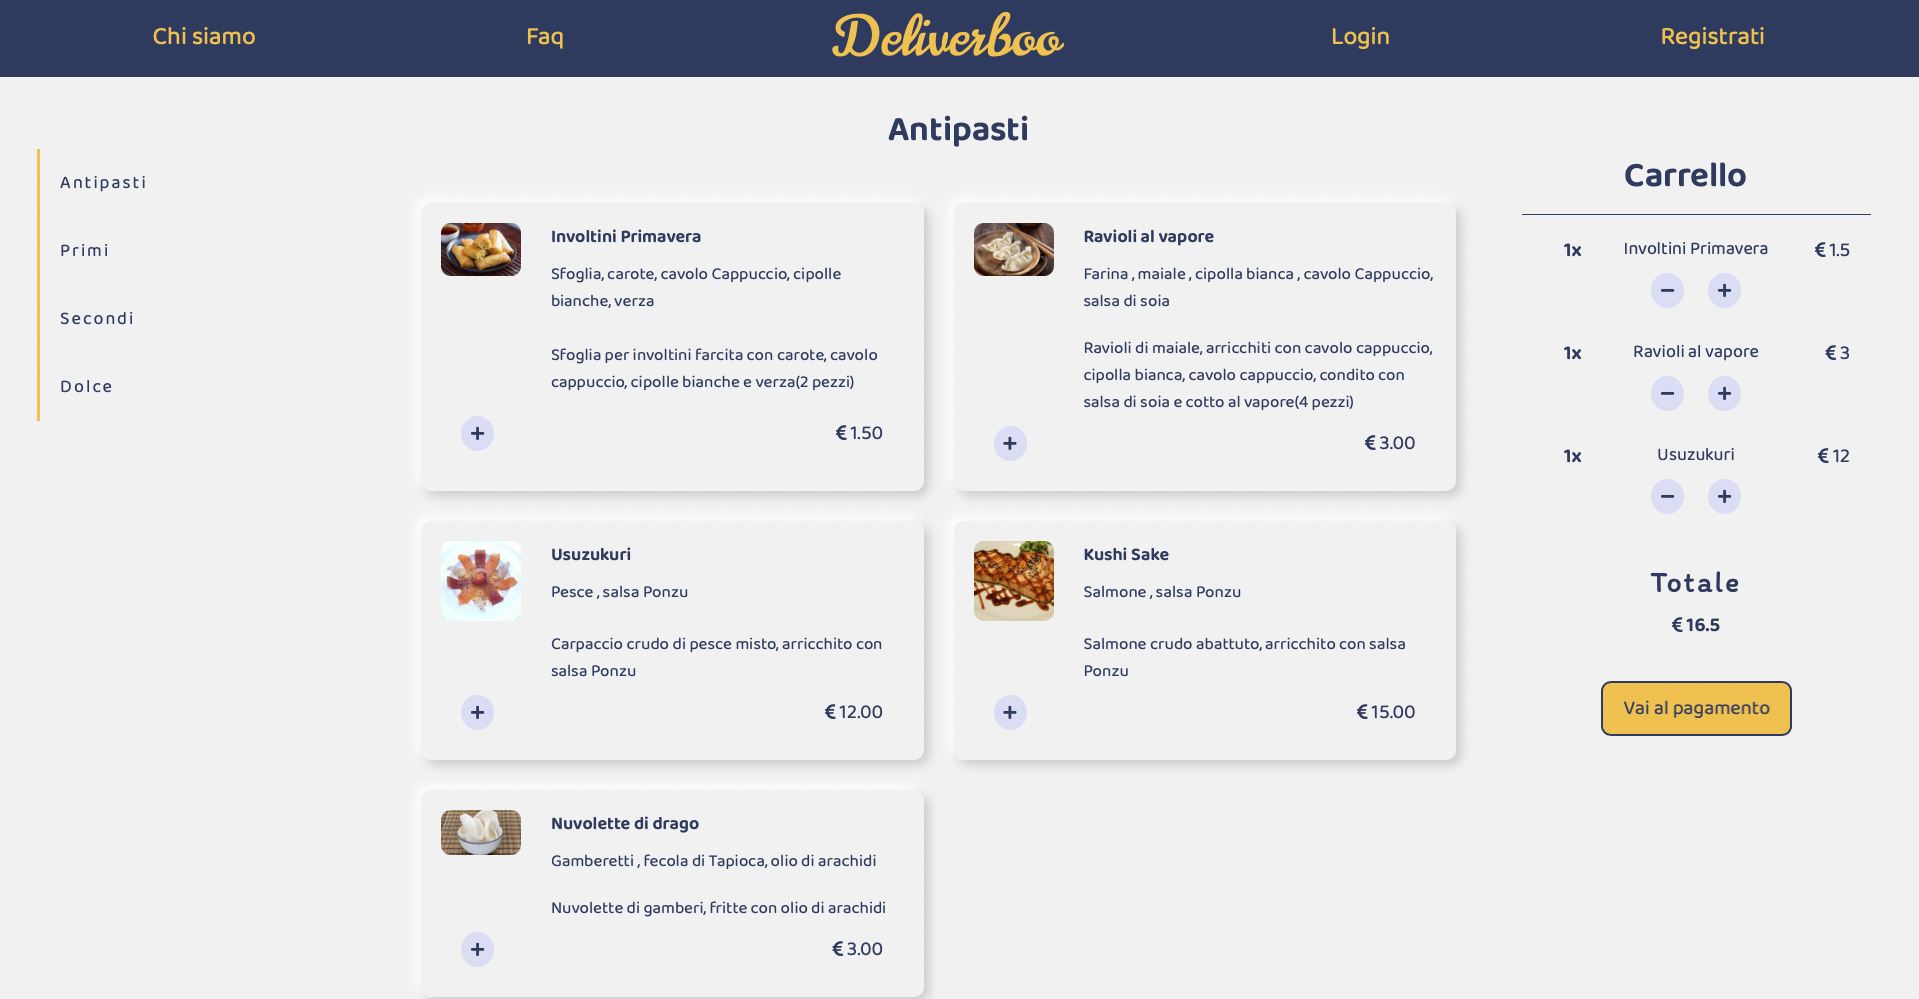 Chi siamo
Faq
Deliverboo
Login
Registrati
Antipasti
Primi
Secondi
Dolce
Antipasti
Involtini Primavera
Sfoglia, carote, cavolo Cappuccio, cipolle
bianche, verza
Sfoglia per involtini farcita con carote, cavolo
cappuccio, cipolle bianche e verza(2 pezzi)
+
€ 1.50
Ravioli al vapore
Farina , maiale , cipolla bianca , cavolo Cappuccio,
salsa di soia
Ravioli di maiale, arricchiti con cavolo cappuccio,
cipolla bianca, cavolo cappuccio, condito con
salsa di soia e cotto al vapore(4 pezzi)
+
€ 3.00
Usuzukuri
Pesce , salsa Ponzu
Carpaccio crudo di pesce misto, arricchito con
salsa Ponzu
+
€ 12.00
Kushi Sake
Salmone , salsa Ponzu
Salmone crudo abattuto, arricchito con salsa
Ponzu
+
€ 15.00
Nuvolette di drago
Gamberetti , fecola di Tapioca, olio di arachidi
Nuvolette di gamberi, fritte con olio di arachidi
+
€ 3.00
Carrello
1x Involtini Primavera € 1.5
− +
1x Ravioli al vapore € 3
− +
1x Usuzukuri € 12
− +
Totale
€ 16.5
Vai al pagamento